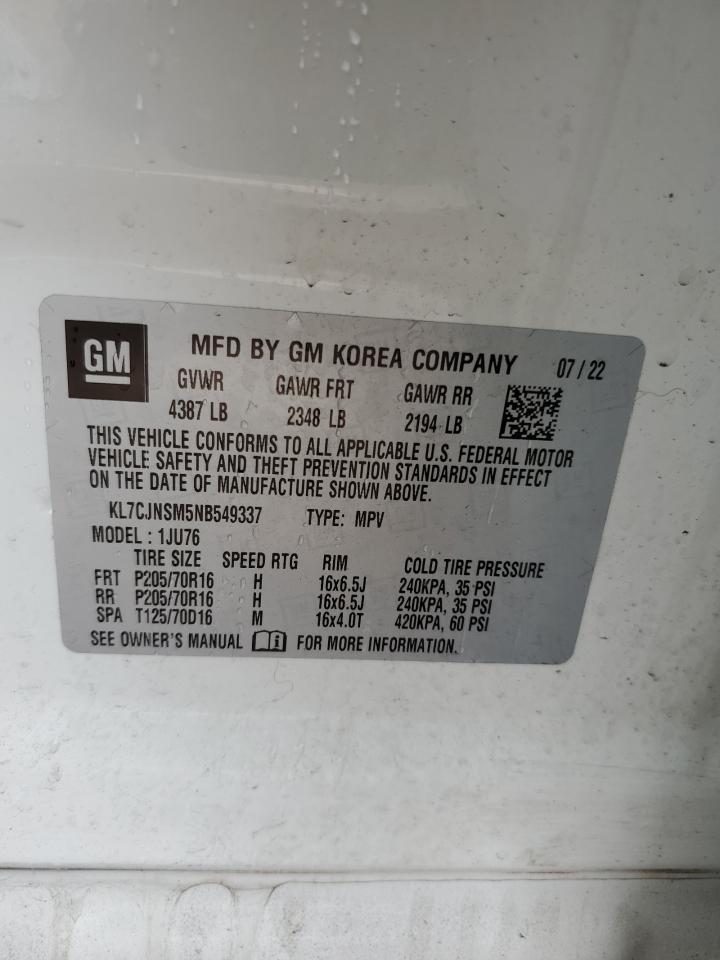 GM
MFD BY GM KOREA COMPANY 07/22
GVWR GAWR FRT GAWR RR
4387 LB 2348 LB 2194 LB
THIS VEHICLE CONFORMS TO ALL APPLICABLE U.S. FEDERAL MOTOR
VEHICLE SAFETY AND THEFT PREVENTION STANDARDS IN EFFECT
ON THE DATE OF MANUFACTURE SHOWN ABOVE.
KL7CJNSM5NB549337 TYPE: MPV
MODEL : 1JU76
TIRE SIZE SPEED RTG RIM COLD TIRE PRESSURE
FRT P205/70R16 H 16x6.5J 240KPA, 35 PSI
RR P205/70R16 H 16x6.5J 240KPA, 35 PSI
SPA T125/70D16 M 16x4.0T 420KPA, 60 PSI
SEE OWNER'S MANUAL FOR MORE INFORMATION.